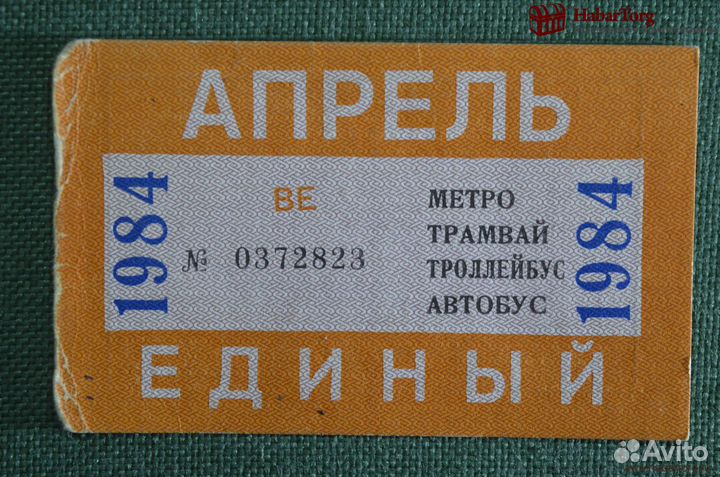 HabarTorg
АПРЕЛЬ
1984
ВЕ
№ 0372823
МЕТРО
ТРАМВАЙ
ТРОЛЛЕЙБУС
АВТОБУС
1984
ЕДИНЫЙ
Avito